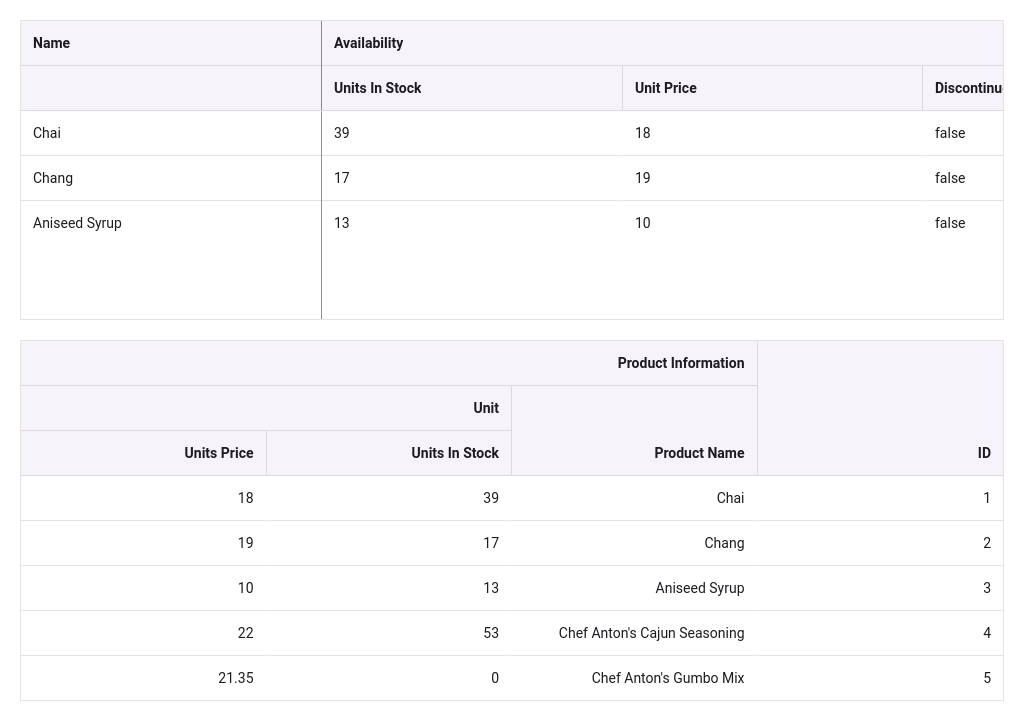 Name Availability
Units In Stock Unit Price Discontinu
Chai 39 18 false
Chang 17 19 false
Aniseed Syrup 13 10 false
Product Information
Unit
Units Price Units In Stock Product Name ID
18 39 Chai 1
19 17 Chang 2
10 13 Aniseed Syrup 3
22 53 Chef Anton's Cajun Seasoning 4
21.35 0 Chef Anton's Gumbo Mix 5